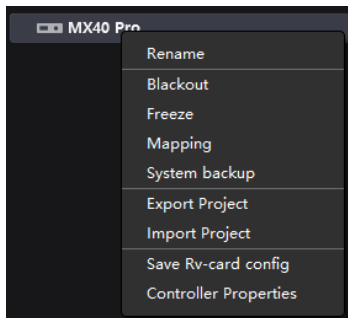 MX40 Pro
Rename
Blackout
Freeze
Mapping
System backup
Export Project
Import Project
Save Rv-card config
Controller Properties